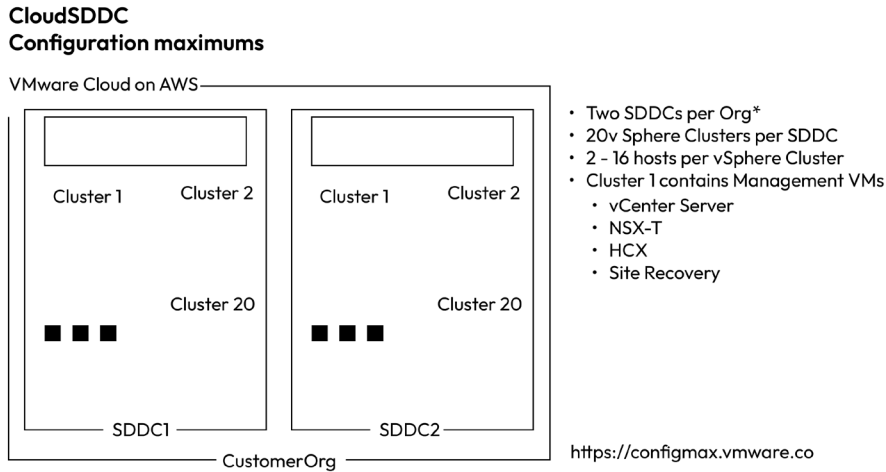 CloudSDDC
Configuration maximums
VMware Cloud on AWS
Cluster 1
Cluster 2
Cluster 20
SDDC1
Cluster 1
Cluster 2
Cluster 20
SDDC2
CustomerOrg
• Two SDDCs per Org*
• 20v Sphere Clusters per SDDC
• 2 - 16 hosts per vSphere Cluster
• Cluster 1 contains Management VMs
• vCenter Server
• NSX-T
• HCX
• Site Recovery
https://configmax.vmware.co